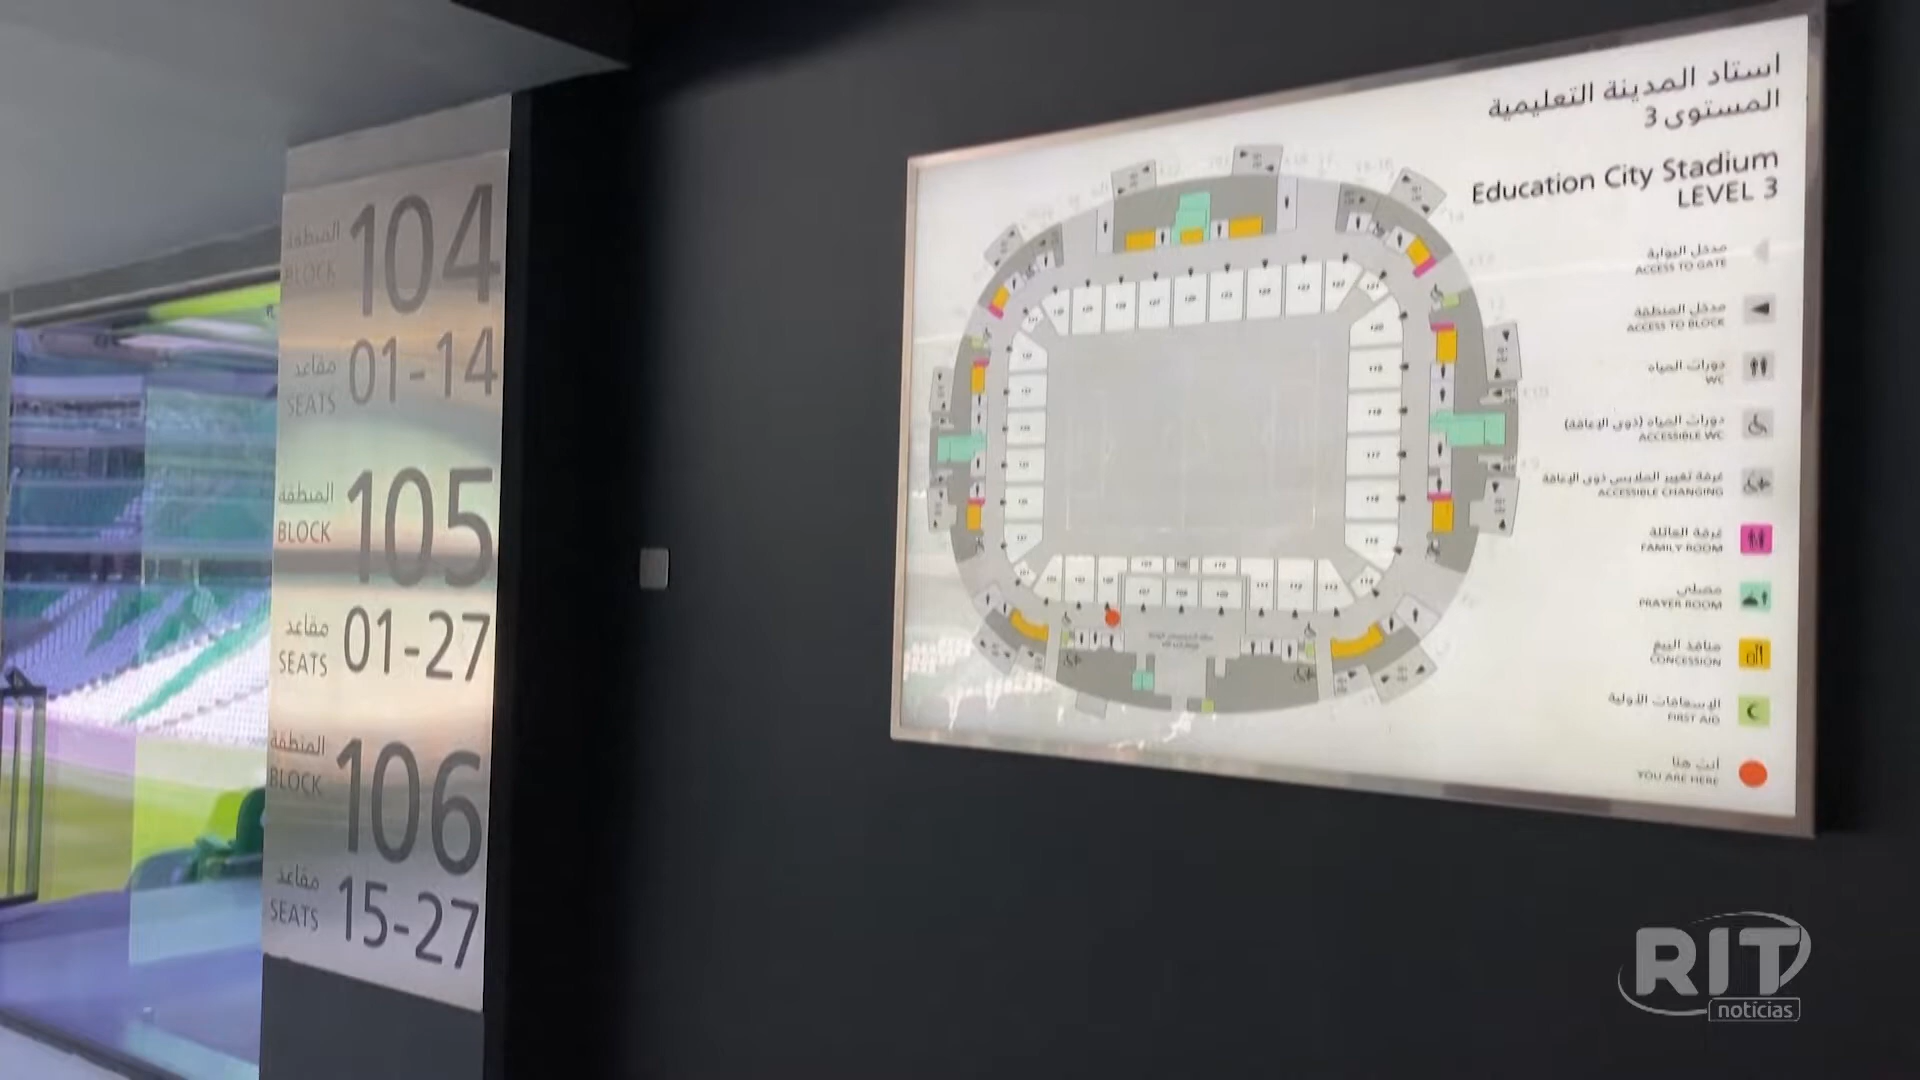 المنطقة
BLOCK
104
مقاعد
SEATS
01-14
المنطقة
BLOCK
105
مقاعد
SEATS
01-27
المنطقة
BLOCK
106
مقاعد
SEATS
15-27
استاد المدينة التعليمية
المستوى 3
Education City Stadium
LEVEL 3
مدخل البوابة
ACCESS TO GATE
مدخل المنطقة
ACCESS TO BLOCK
دورات المياه
WC
دورات المياه (ذوي الإعاقة)
ACCESSIBLE WC
غرفة تغيير الملابس ذوي الإعاقة
ACCESSIBLE CHANGING
غرفة العائلة
FAMILY ROOM
مصلى
PRAYER ROOM
منافذ البيع
CONCESSION
الإسعافات الأولية
FIRST AID
أنت هنا
YOU ARE HERE
RIT
notícias